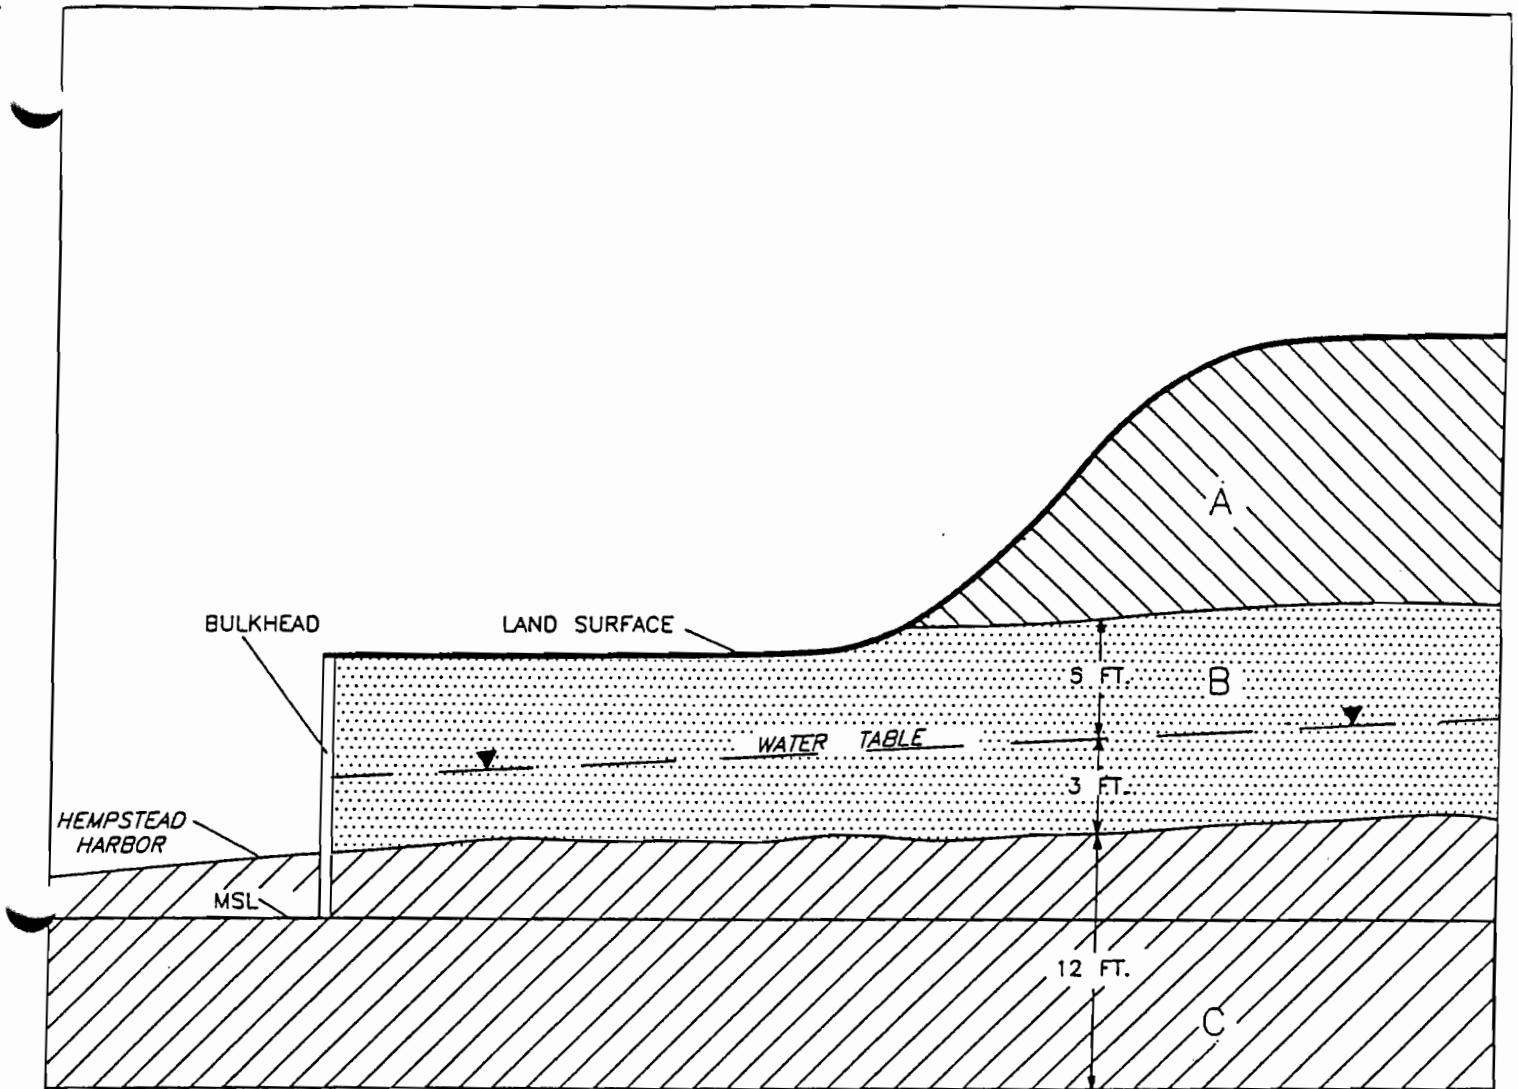 A
BULKHEAD
LAND SURFACE
5 FT.
B
WATER TABLE
3 FT.
HEMPSTEAD
HARBOR
MSL
12 FT.
C